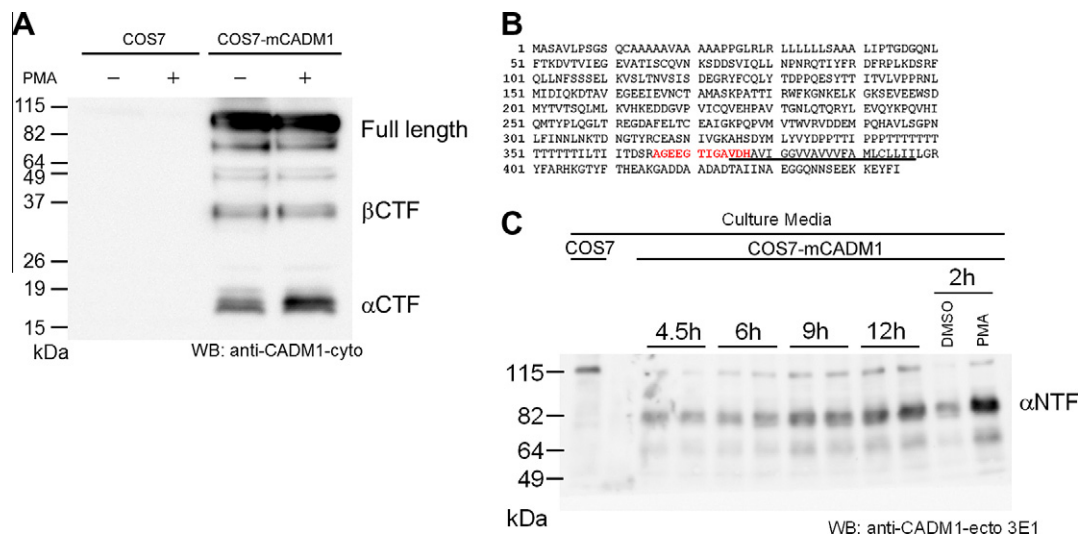 A
COS7 COS7-mCADM1
PMA – + – +
115
82
64
49
37
26
19
15
kDa
Full length
βCTF
αCTF
WB: anti-CADM1-cyto
B
1 MASAVLPSGS QCAAAAAVAA AAAPPGLRLR LLLLLLSAAA LIPTGDGQNL
51 FTKDVTVIEG EVATISCQVN KSDDSVIQLL NPNRQTIYFR DFRPLKDSRF
101 QLLNFSSSEL KVSLTNVSIS DEGRYFCQLY TDPPQESYTT ITVLVPPRNL
151 MIDIQKDTAV EGEEIEVNCT AMASKPATTI RWFKGNKELK GKSEVEEWSD
201 MYTVTSQLML KVHKEDDGVP VICQVEHPAV TGNLQTQRYL EVQYKPQVHI
251 QMTYPLQGLT REGDAFELTC EAIGKPQPVM VTWVRVDDEM PQHAVLSGPN
301 LFINNLNKTD NGTYRCEASN IVGKAHSDYM LYVYDPPTTI PPPTTTTTTT
351 TTTTTTILTI ITDSRAGEEG TIGAVDHAVI GGVVAVVVFA MLCLLIILGR
401 YFARHKGTYF THEAKGADDA ADADTAIINA EGGQNNSEEK KEYFI
C
Culture Media
COS7 COS7-mCADM1
2h
4.5h 6h 9h 12h DMSO PMA
115
82
64
49
kDa
αNTF
WB: anti-CADM1-ecto 3E1